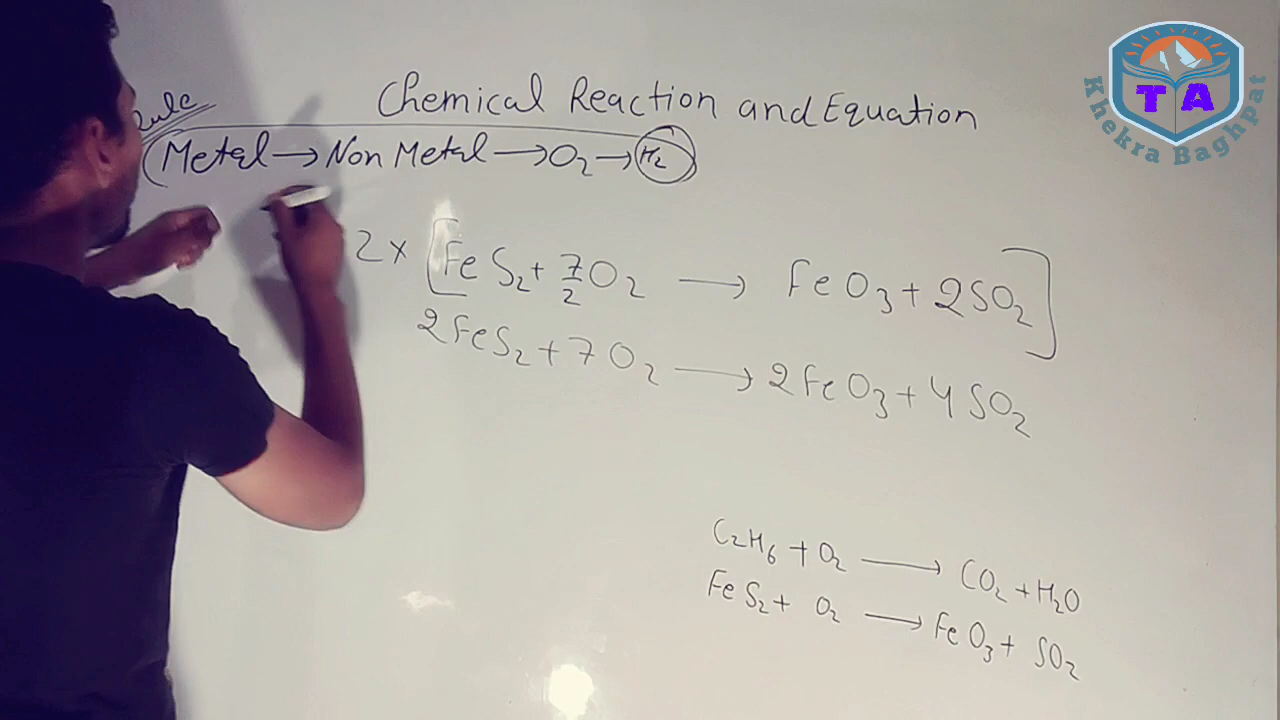 Chemical Reaction and Equation
Rule
Metal → Non Metal → O₂ → H₂
2 × [FeS₂ + 7/2 O₂ → FeO₃ + 2SO₂]
2FeS₂ + 7O₂ → 2FeO₃ + 4SO₂
C₂H₆ + O₂ → CO₂ + H₂O
FeS₂ + O₂ → FeO₃ + SO₂
TA
Khekra Baghpat